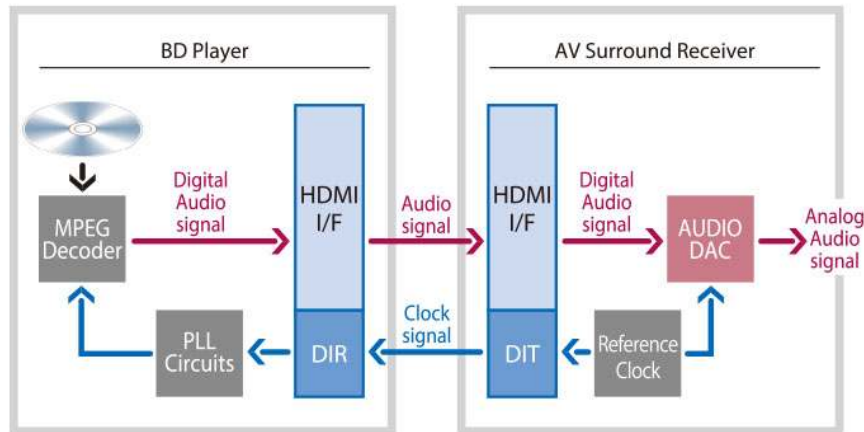 BD Player
MPEG
Decoder
Digital
Audio
signal
HDMI
I/F
Audio
signal
Clock
signal
PLL
Circuits
DIR
AV Surround Receiver
HDMI
I/F
Digital
Audio
signal
AUDIO
DAC
Analog
Audio
signal
DIT
Reference
Clock